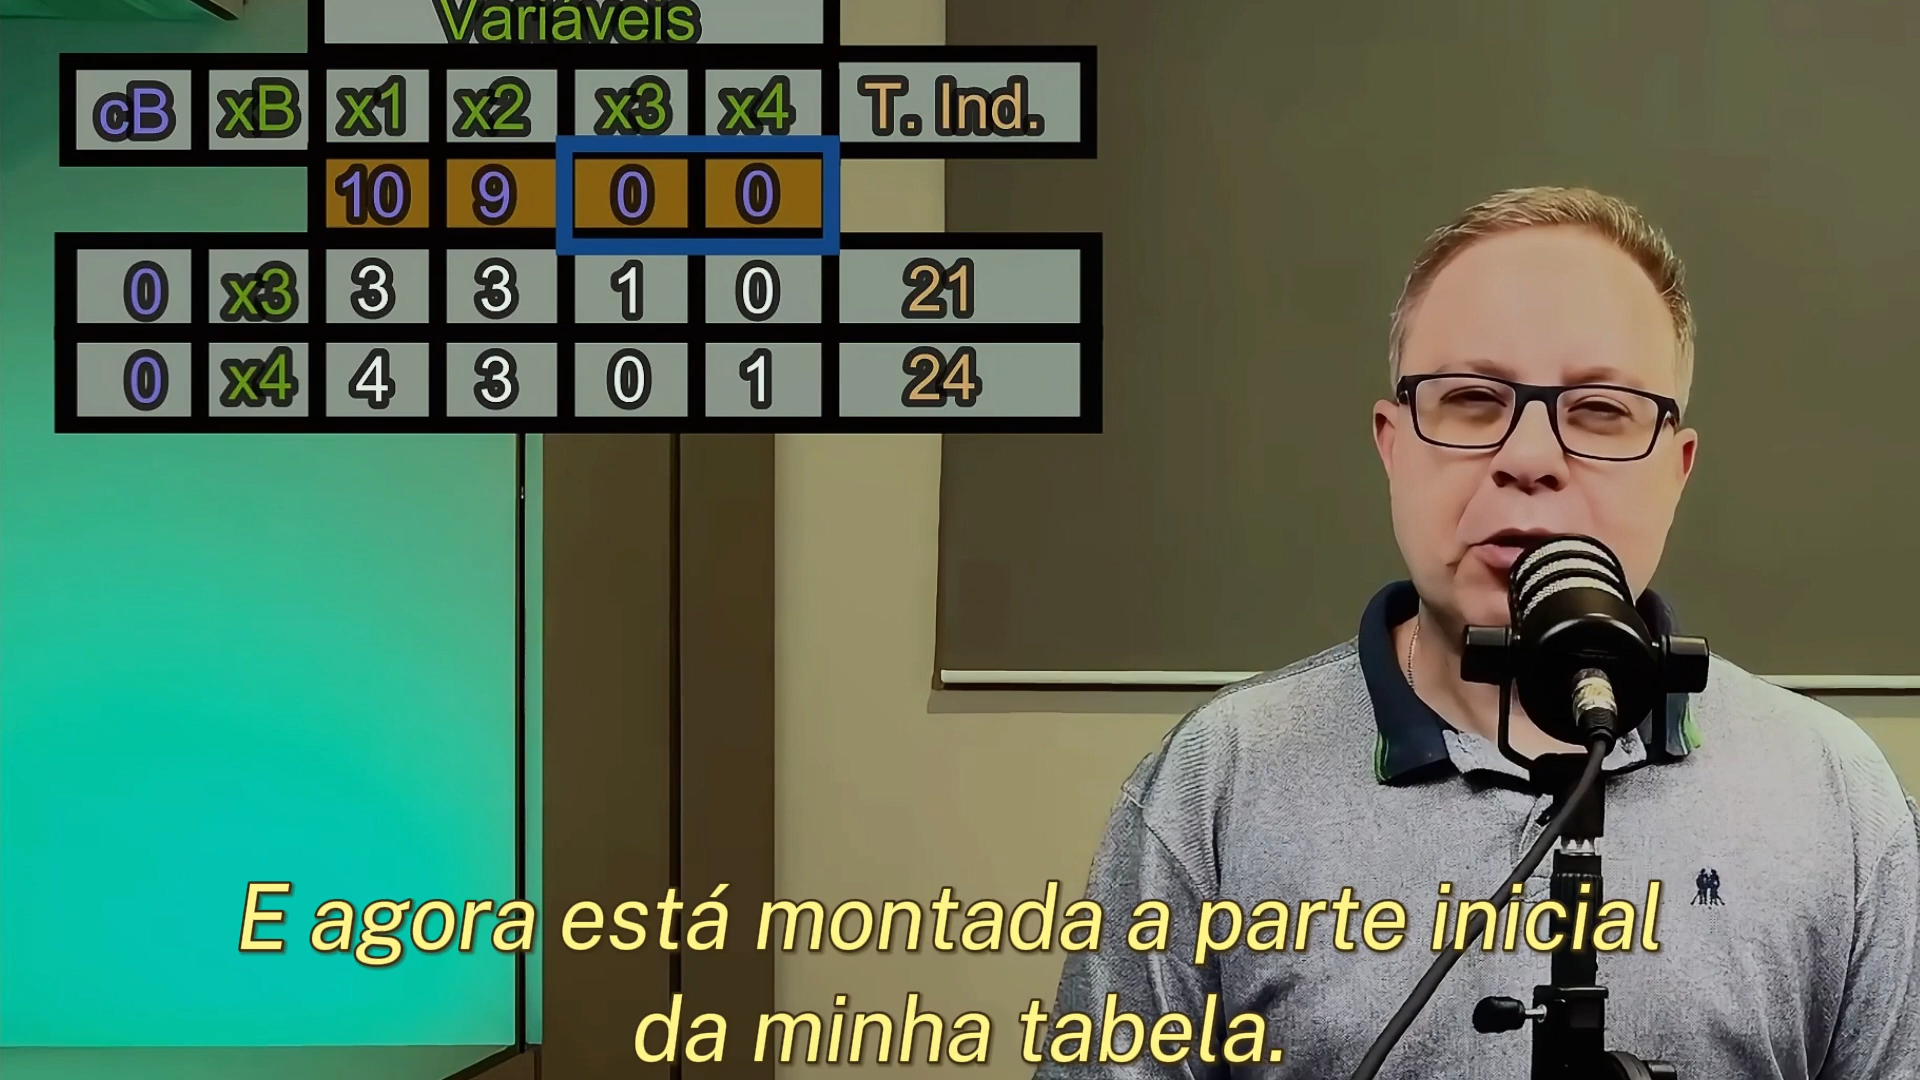 Variáveis
cB xB x1 x2 x3 x4 T. Ind.
10 9 0 0
0 x3 3 3 1 0 21
0 x4 4 3 0 1 24
E agora está montada a parte inicial
da minha tabela.